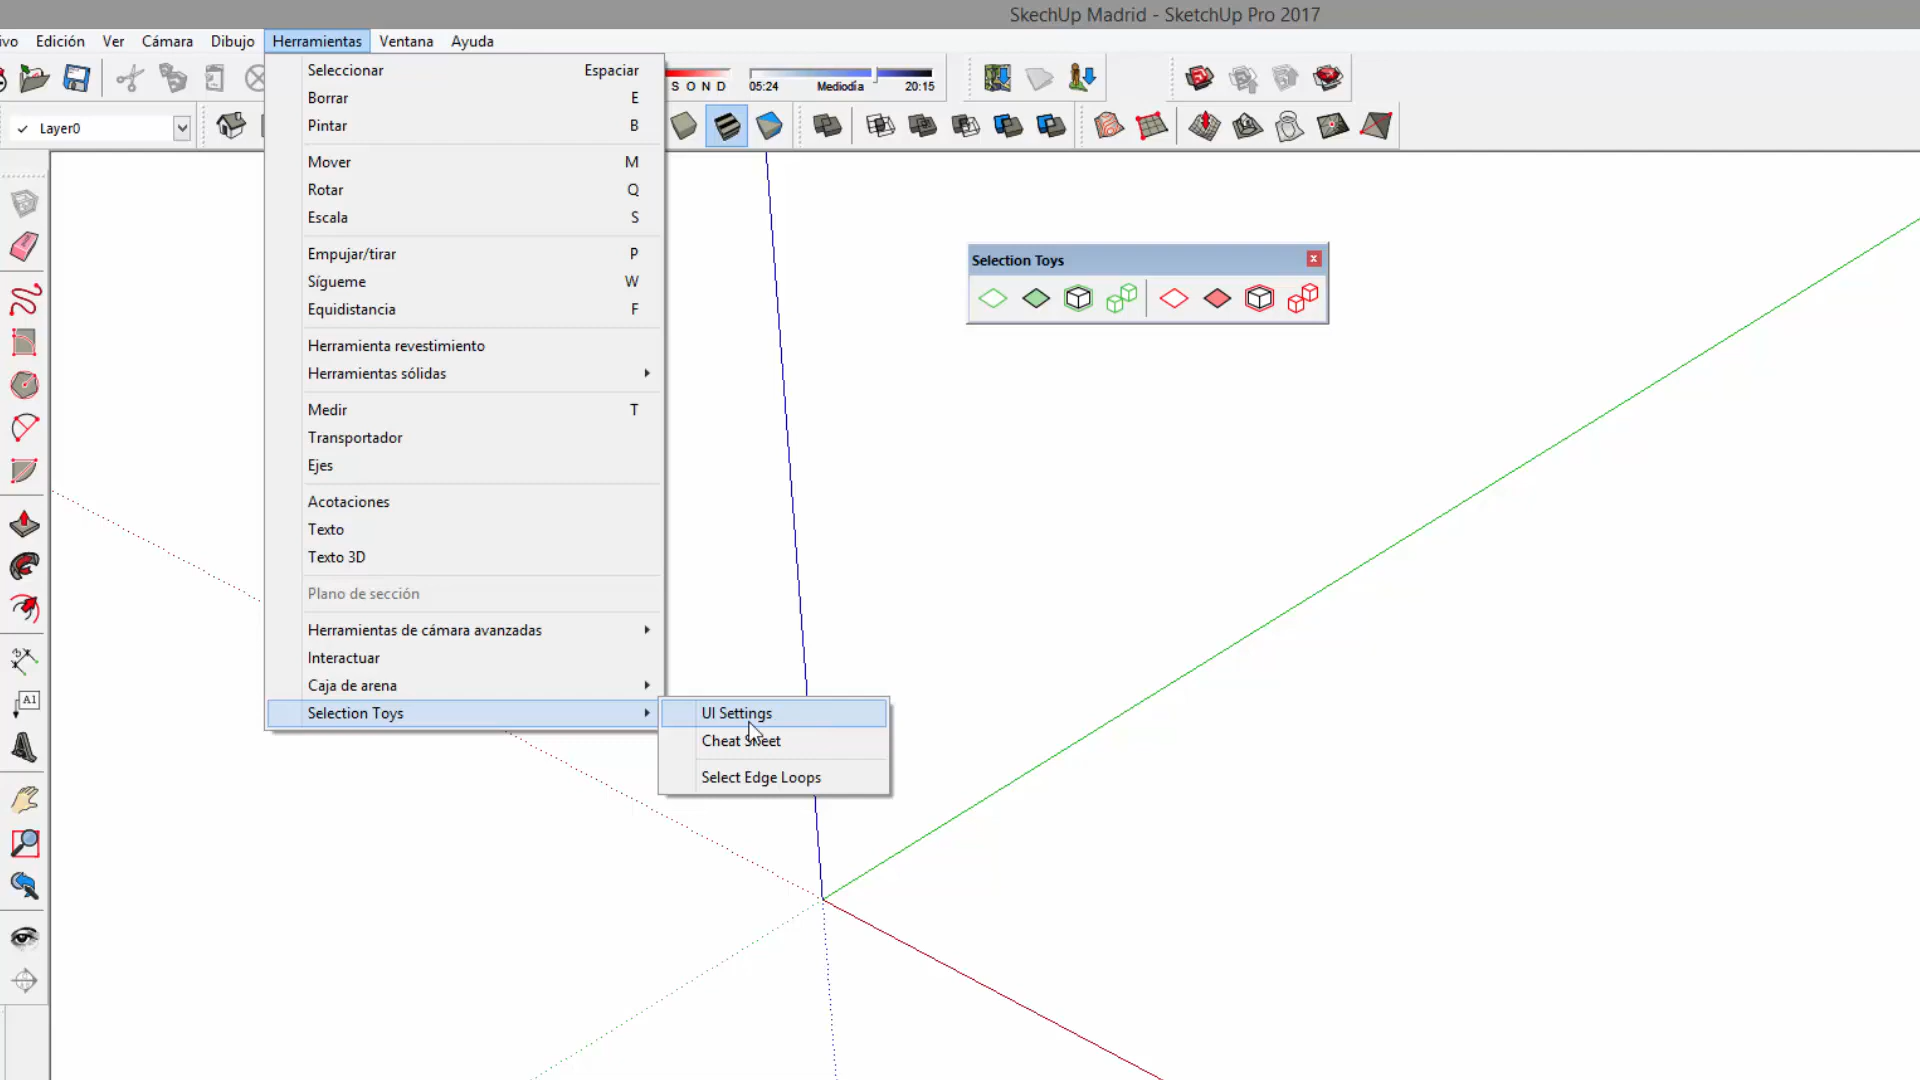 SkechUp Madrid - SketchUp Pro 2017
ivo Edición Ver Cámara Dibujo Herramientas Ventana Ayuda
S O N D 05:24 Mediodía 20:15
Layer0
Seleccionar Espaciar
Borrar E
Pintar B
Mover M
Rotar Q
Escala S
Empujar/tirar P
Sígueme W
Equidistancia F
Herramienta revestimiento
Herramientas sólidas
Medir T
Transportador
Ejes
Acotaciones
Texto
Texto 3D
Plano de sección
Herramientas de cámara avanzadas
Interactuar
Caja de arena
Selection Toys
UI Settings
Cheat Sheet
Select Edge Loops
Selection Toys
A1